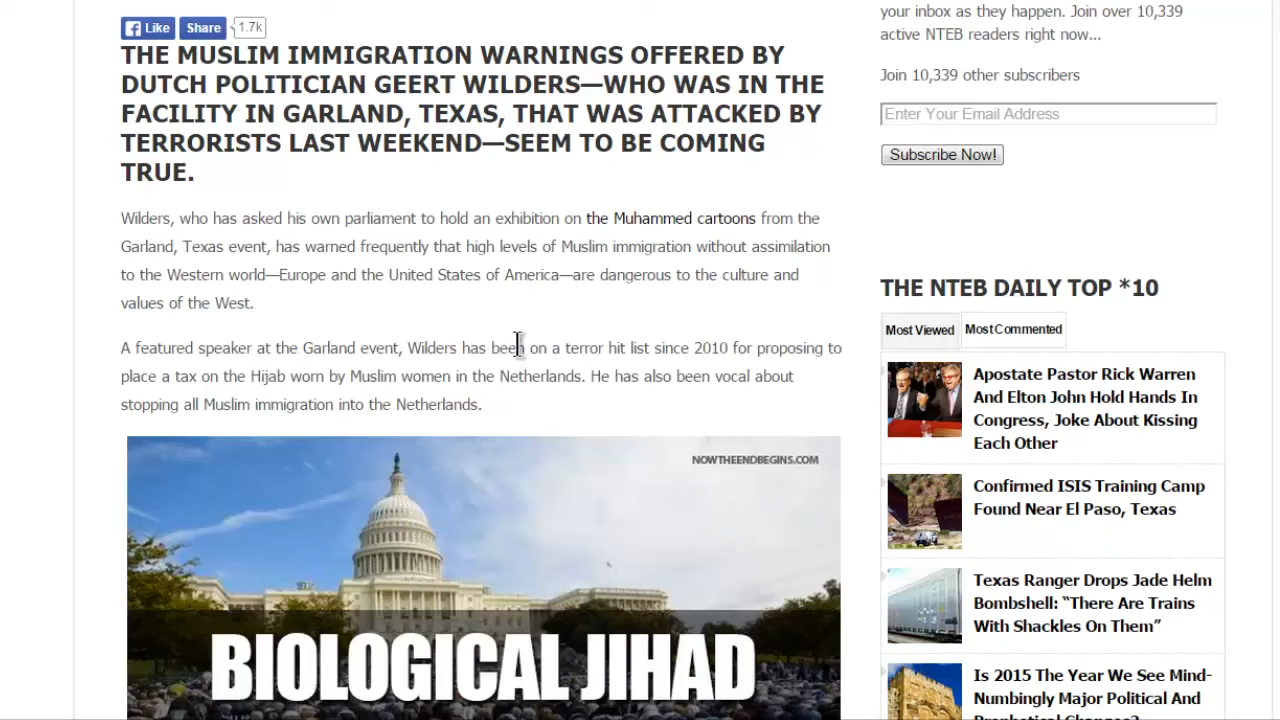 Like Share 1.7k
THE MUSLIM IMMIGRATION WARNINGS OFFERED BY
DUTCH POLITICIAN GEERT WILDERS—WHO WAS IN THE
FACILITY IN GARLAND, TEXAS, THAT WAS ATTACKED BY
TERRORISTS LAST WEEKEND—SEEM TO BE COMING
TRUE.
Wilders, who has asked his own parliament to hold an exhibition on the Muhammed cartoons from the
Garland, Texas event, has warned frequently that high levels of Muslim immigration without assimilation
to the Western world—Europe and the United States of America—are dangerous to the culture and
values of the West.
A featured speaker at the Garland event, Wilders has been on a terror hit list since 2010 for proposing to
place a tax on the Hijab worn by Muslim women in the Netherlands. He has also been vocal about
stopping all Muslim immigration into the Netherlands.
NOWTHEENDBEGINS.COM
BIOLOGICAL JIHAD
your inbox as they happen. Join over 10,339
active NTEB readers right now...
Join 10,339 other subscribers
Enter Your Email Address
Subscribe Now!
THE NTEB DAILY TOP *10
Most Viewed Most Commented
Apostate Pastor Rick Warren
And Elton John Hold Hands In
Congress, Joke About Kissing
Each Other
Confirmed ISIS Training Camp
Found Near El Paso, Texas
Texas Ranger Drops Jade Helm
Bombshell: “There Are Trains
With Shackles On Them”
Is 2015 The Year We See Mind-
Numbingly Major Political And
Prophetical Changes?